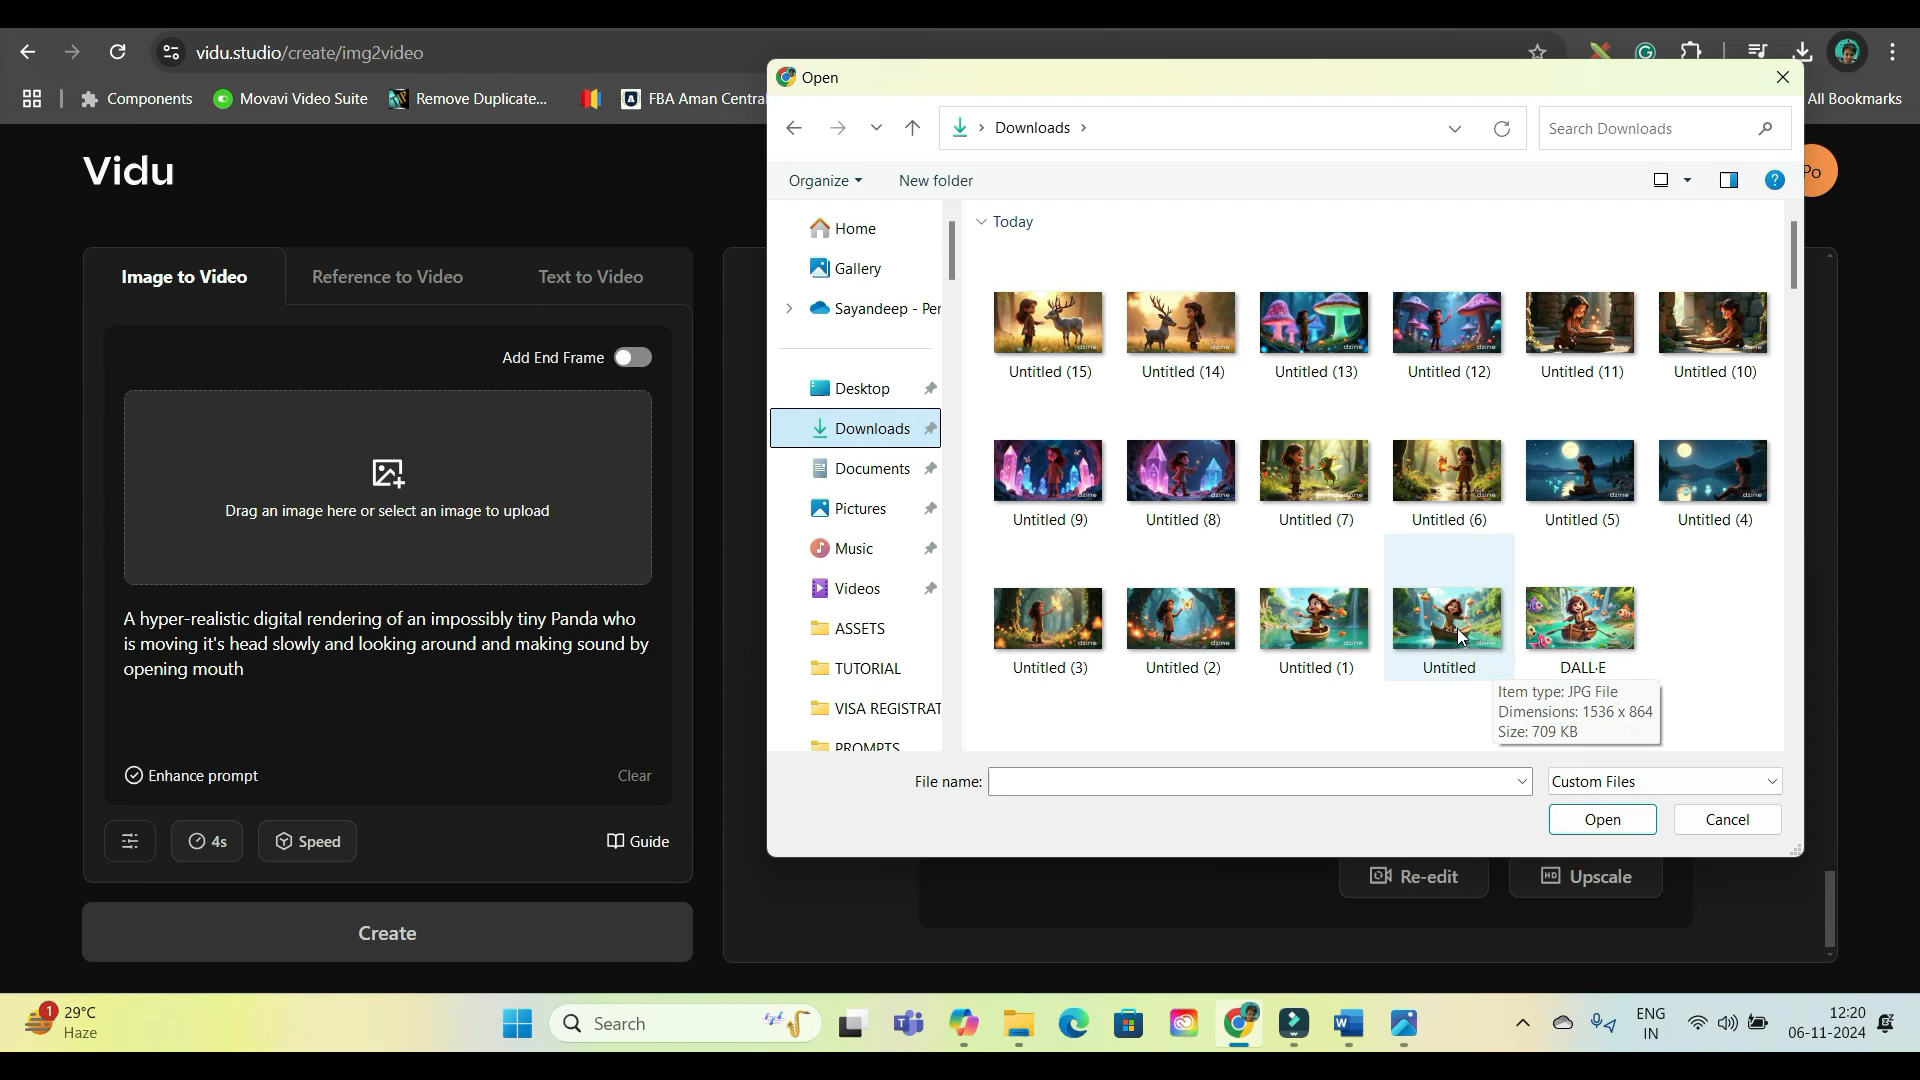 vidu.studio/create/img2video
Components
Movavi Video Suite
Remove Duplicate...
FBA Aman Central
All Bookmarks
Vidu
Po
Image to Video
Reference to Video
Text to Video
Add End Frame
Drag an image here or select an image to upload
A hyper-realistic digital rendering of an impossibly tiny Panda who
is moving it's head slowly and looking around and making sound by
opening mouth
Enhance prompt
Clear
4s
Speed
Guide
Create
Re-edit
Upscale
Open
Downloads
Search Downloads
Organize
New folder
Home
Gallery
Sayandeep - Per
Desktop
Downloads
Documents
Pictures
Music
Videos
ASSETS
TUTORIAL
VISA REGISTRAT
PROMPTS
Today
Untitled (15)
Untitled (14)
Untitled (13)
Untitled (12)
Untitled (11)
Untitled (10)
Untitled (9)
Untitled (8)
Untitled (7)
Untitled (6)
Untitled (5)
Untitled (4)
Untitled (3)
Untitled (2)
Untitled (1)
Untitled
DALL·E
Item type: JPG File
Dimensions: 1536 x 864
Size: 709 KB
File name:
Custom Files
Open
Cancel
1
29°C
Haze
Search
ENG
IN
12:20
06-11-2024